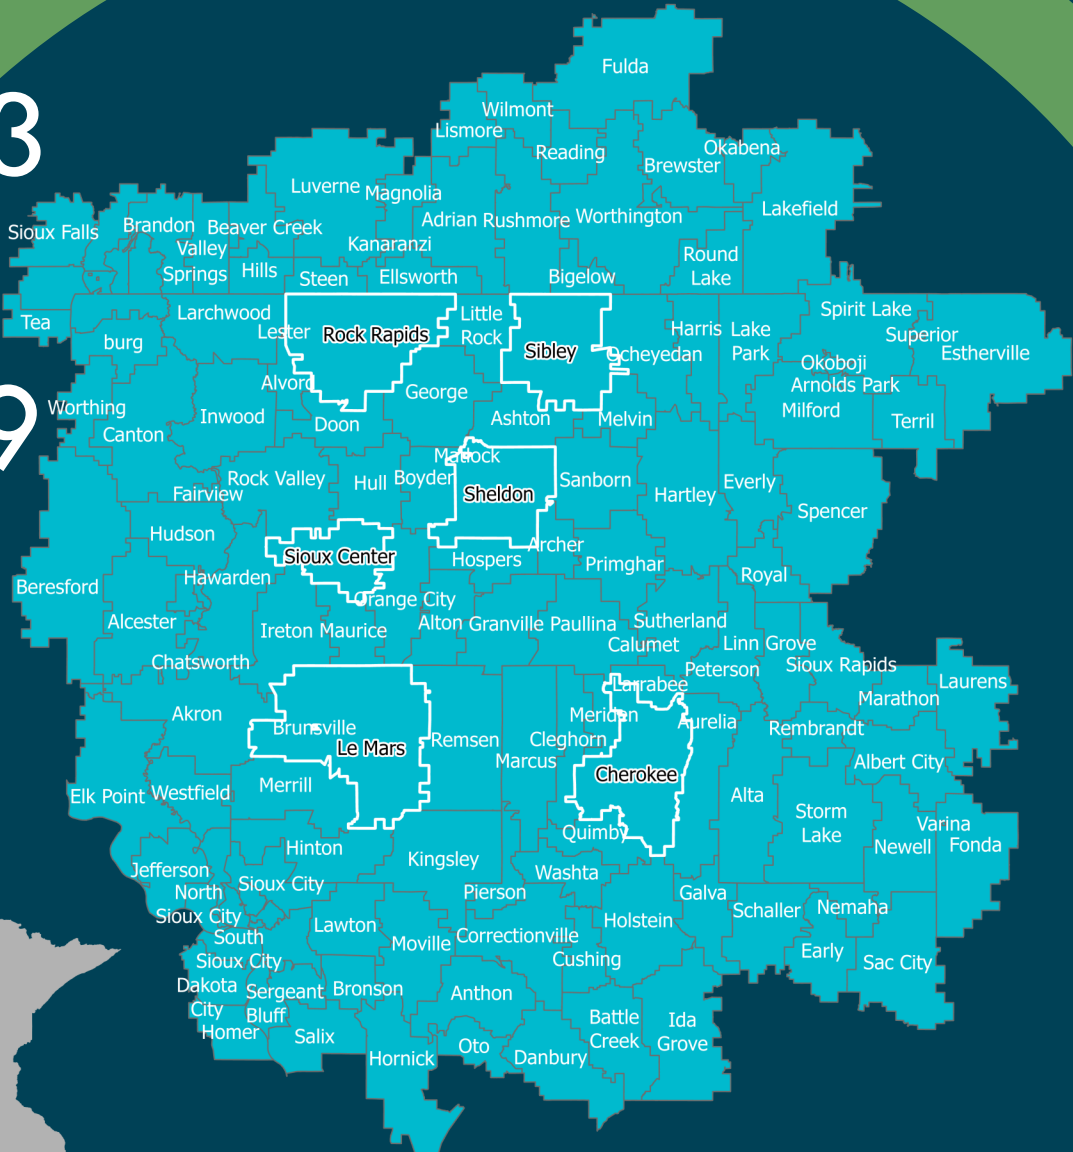 3
9
Fulda
Wilmont
Lismore
Reading
Okabena
Brewster
Luverne
Magnolia
Lakefield
Adrian
Rushmore
Worthington
Sioux Falls
Brandon
Beaver Creek
Valley
Springs
Kanaranzi
Round
Lake
Hills
Steen
Ellsworth
Bigelow
Tea
Larchwood
Lester
Rock Rapids
Little
Rock
Sibley
Ocheyedan
Harris
Lake
Park
Spirit Lake
Superior
Estherville
burg
Okoboji
Arnolds Park
Milford
Terril
Alvord
George
Worthing
Canton
Inwood
Doon
Ashton
Melvin
Matlock
Rock Valley
Hull
Boyden
Sheldon
Sanborn
Hartley
Everly
Spencer
Fairview
Hudson
Sioux Center
Archer
Hospers
Primghar
Royal
Beresford
Hawarden
Orange City
Alcester
Ireton
Maurice
Alton
Granville
Paullina
Sutherland
Calumet
Linn Grove
Peterson
Sioux Rapids
Chatsworth
Larrabee
Laurens
Marathon
Akron
Brunsville
Le Mars
Remsen
Meriden
Cleghorn
Marcus
Aurelia
Rembrandt
Albert City
Cherokee
Elk Point
Westfield
Merrill
Alta
Storm
Lake
Varina
Newell
Fonda
Quimby
Hinton
Kingsley
Jefferson
Washta
North
Sioux City
Sioux City
Pierson
Galva
Schaller
Nemaha
Holstein
Lawton
South
Sioux City
Moville
Correctionville
Cushing
Early
Sac City
Dakota
City
Sergeant
Bluff
Bronson
Anthon
Homer
Salix
Battle
Creek
Ida
Grove
Hornick
Oto
Danbury